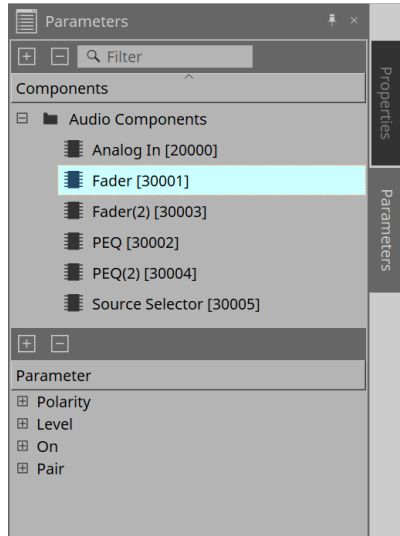 Parameters
Filter
Components
Audio Components
Analog In [20000]
Fader [30001]
Fader(2) [30003]
PEQ [30002]
PEQ(2) [30004]
Source Selector [30005]
Parameter
Polarity
Level
On
Pair
Properties
Parameters